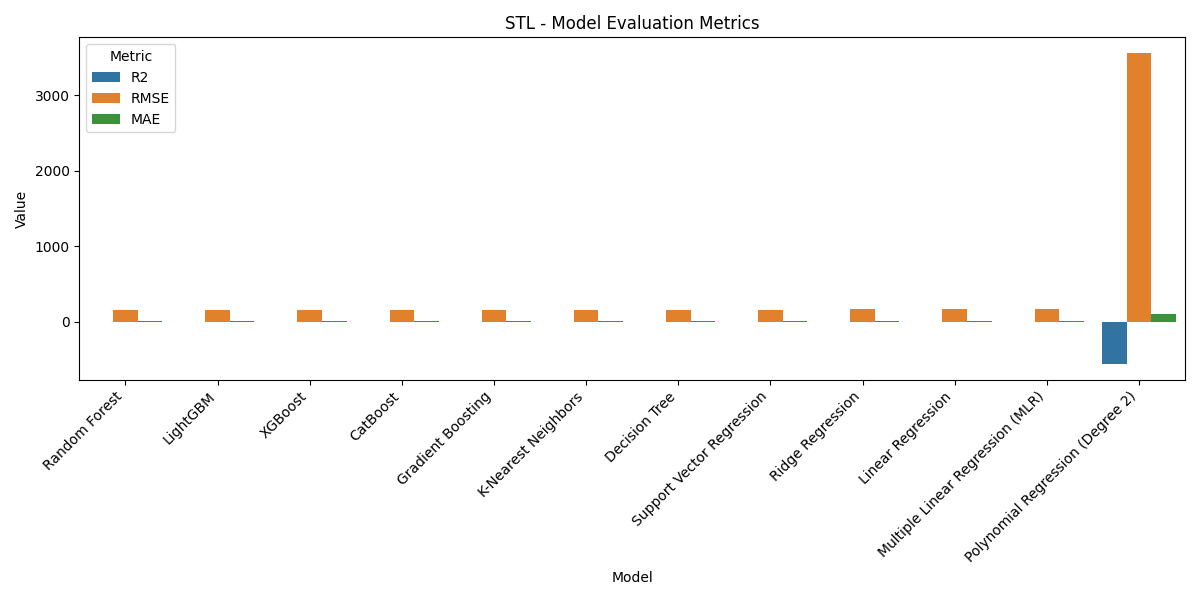 STL - Model Evaluation Metrics
Metric
R2
RMSE
MAE
3000
2000
1000
0
Value
Random Forest
LightGBM
XGBoost
CatBoost
Gradient Boosting
K-Nearest Neighbors
Decision Tree
Support Vector Regression
Ridge Regression
Linear Regression
Multiple Linear Regression (MLR)
Polynomial Regression (Degree 2)
Model